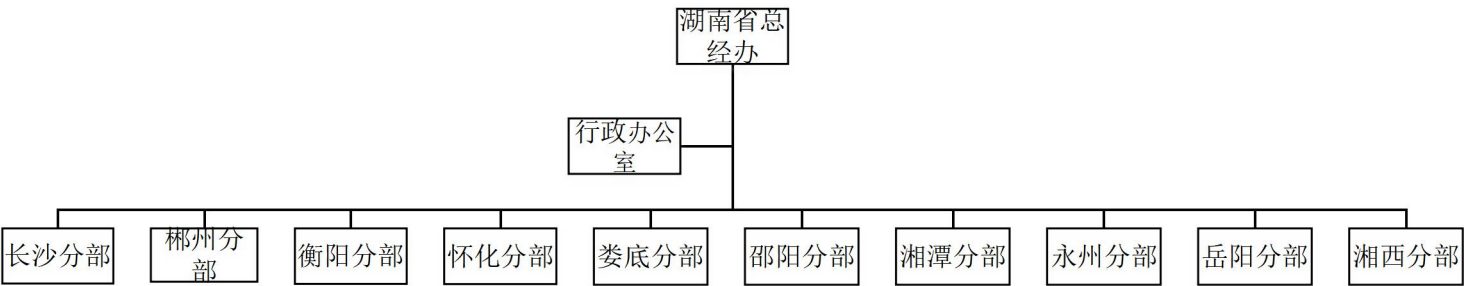 湖南省总
经办
行政办公
室
长沙分部
郴州分
部
衡阳分部
怀化分部
娄底分部
邵阳分部
湘潭分部
永州分部
岳阳分部
湘西分部